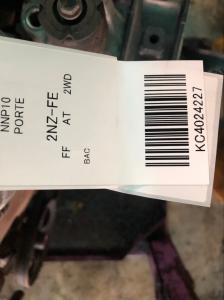 NNP10
PORTE
2NZ-FE
FF AT 2WD
BAC
KC4024227